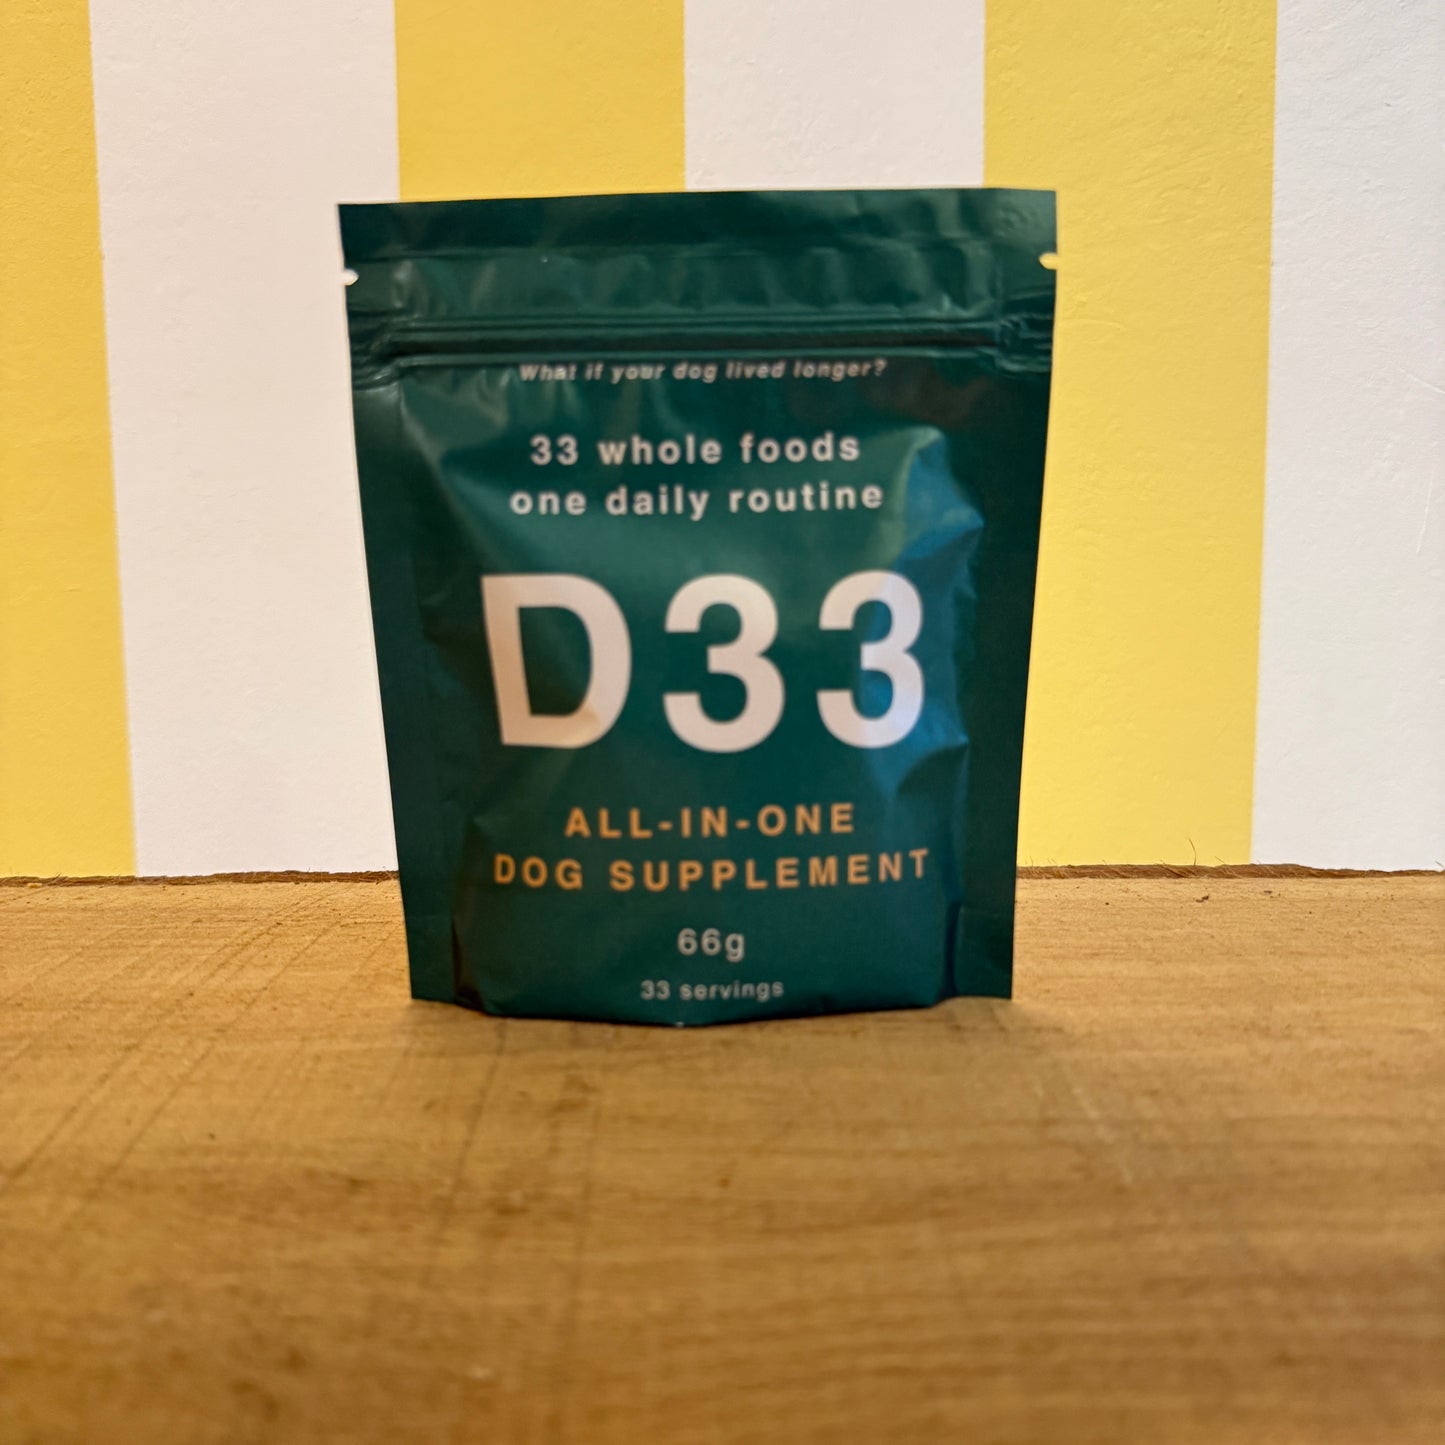 What if your dog lived longer?
33 whole foods
one daily routine
D33
ALL-IN-ONE
DOG SUPPLEMENT
66g
33 servings